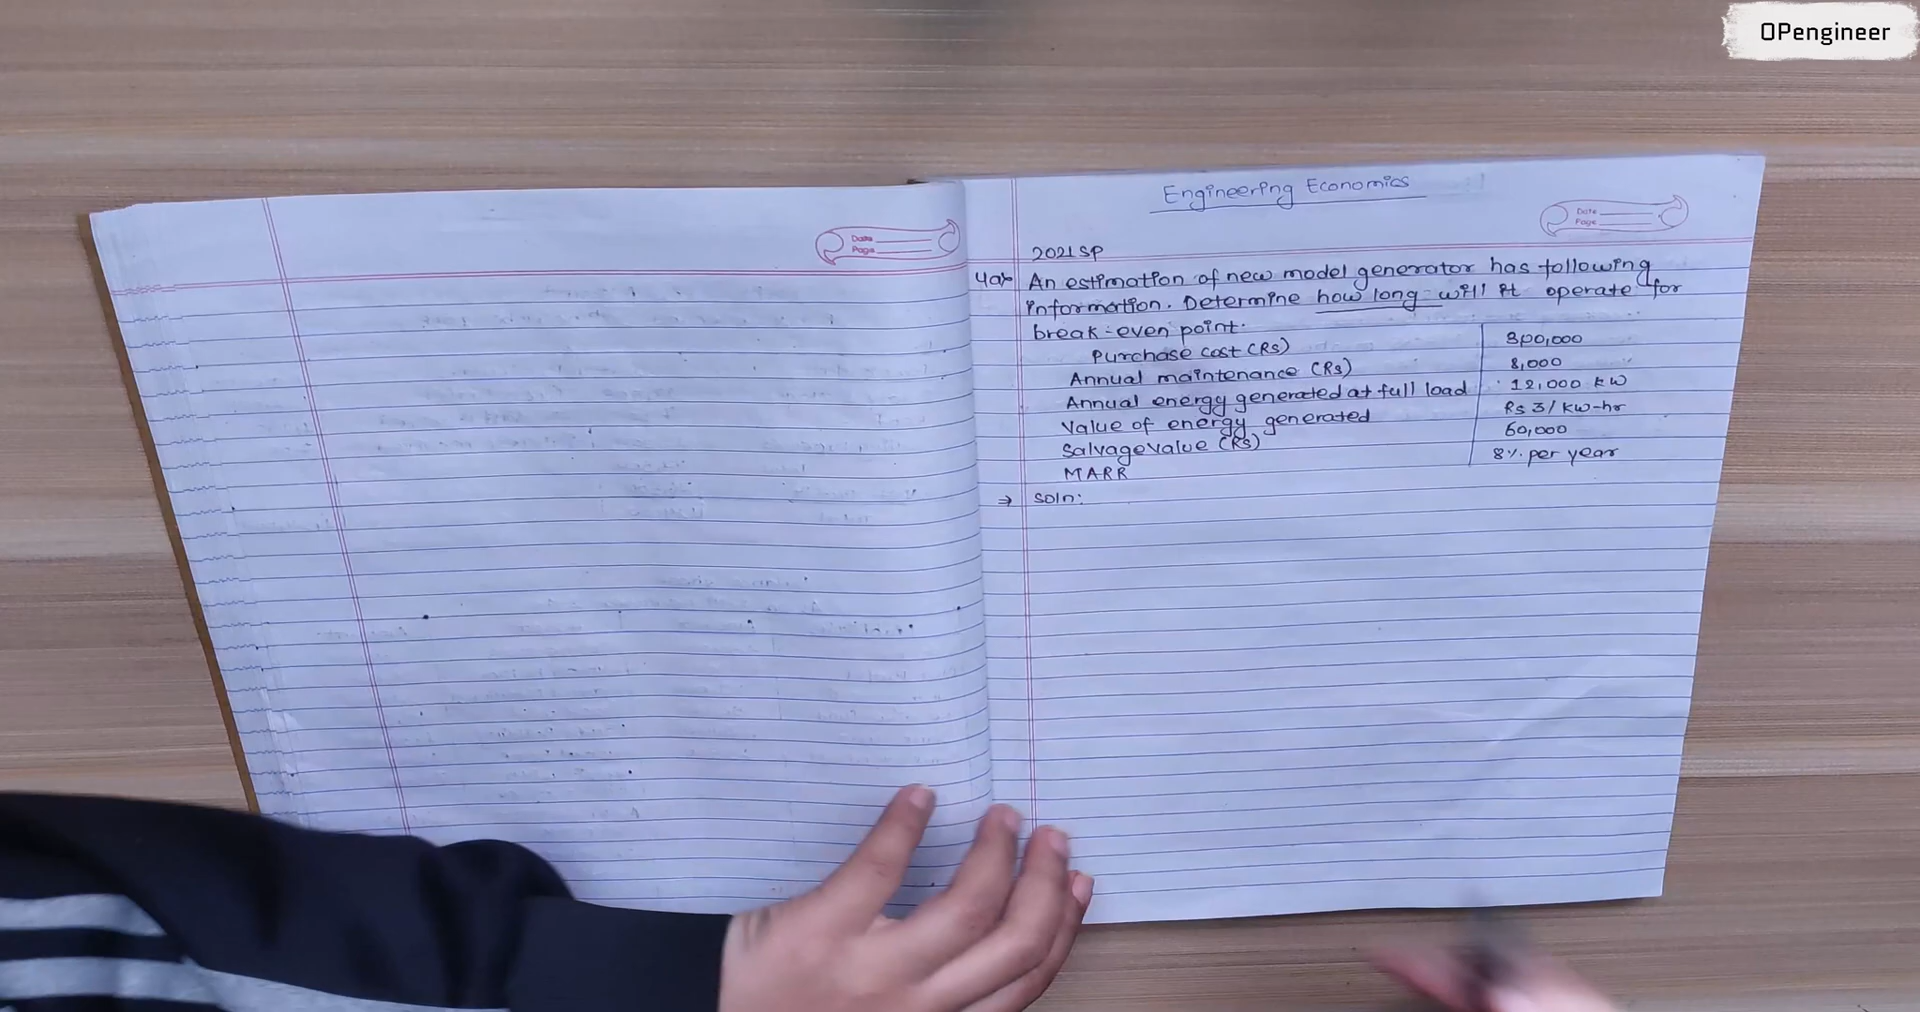 OPengineer
Engineering Economics
Date
Page
Date
Page
2021 SP
4a) An estimation of new model generator has following
information. Determine how long will it operate for
break-even point.
Purchase cost (Rs) 300,000
Annual maintenance (Rs) 8,000
Annual energy generated at full load 12,000 kw
Value of energy generated Rs 3/kw-hr
Salvage value (Rs) 60,000
MARR 8% per year
⇒ Soln: